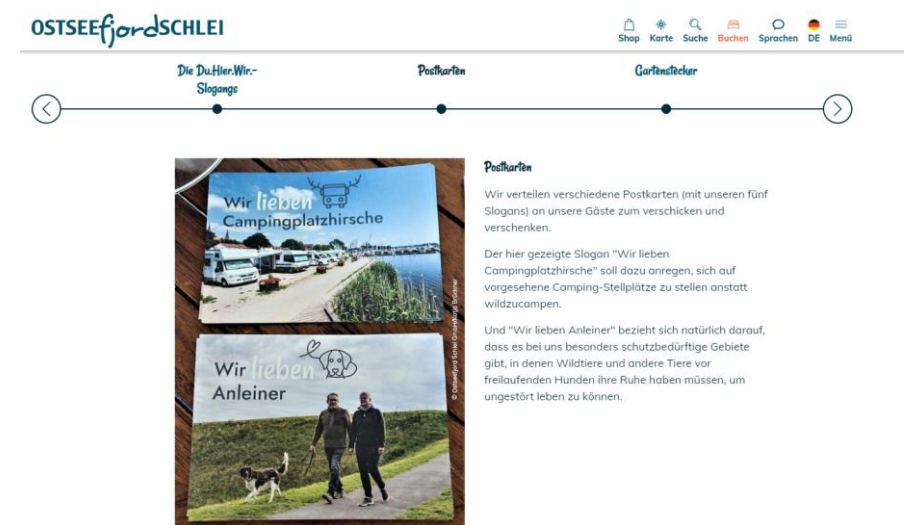 OSTSEEfjordSCHLEI
Shop Karte Suche Buchen Sprachen DE Menü
Die Du.Hier.Wir.-
Slogangs
Postkarten
Gartenstecker
Wir lieben
Campingplatzhirsche
Wir lieben
Anleiner
© Ostseefjord Schlei GmbH/
Postkarten
Wir verteilen verschiedene Postkarten (mit unseren fünf
Slogans) an unsere Gäste zum verschicken und
verschenken.
Der hier gezeigte Slogan "Wir lieben
Campingplatzhirsche" soll dazu anregen, sich auf
vorgesehene Camping-Stellplätze zu stellen anstatt
wildzucampen.
Und "Wir lieben Anleiner" bezieht sich natürlich darauf,
dass es bei uns besonders schutzbedürftige Gebiete
gibt, in denen Wildtiere und andere Tiere vor
freilaufenden Hunden ihre Ruhe haben müssen, um
ungestört leben zu können.